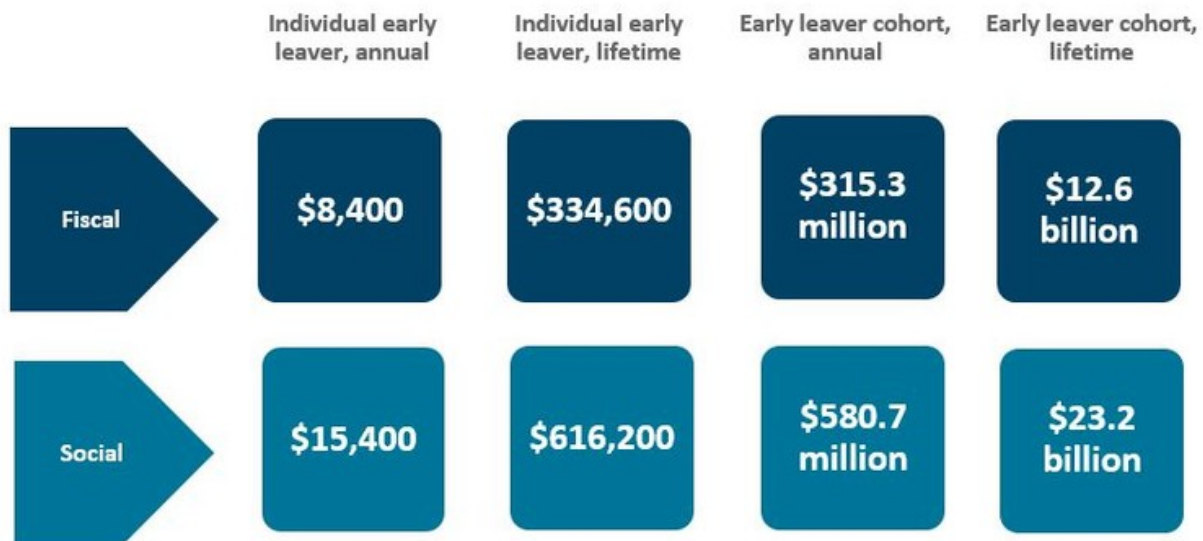 Individual early
leaver, annual
Individual early
leaver, lifetime
Early leaver cohort,
annual
Early leaver cohort,
lifetime
Fiscal
$8,400
$334,600
$315.3
million
$12.6
billion
Social
$15,400
$616,200
$580.7
million
$23.2
billion